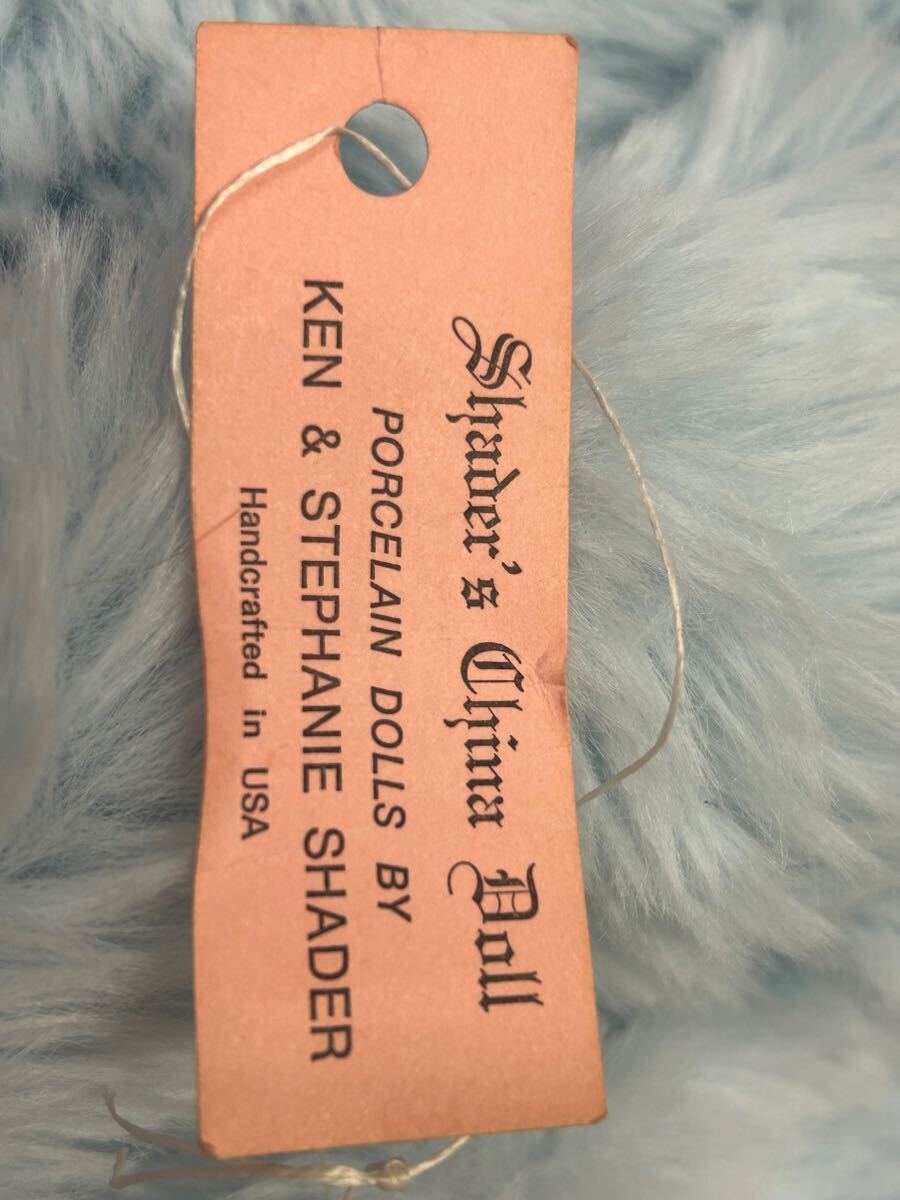 Shader's China Doll
PORCELAIN DOLLS BY
KEN & STEPHANIE SHADER
Handcrafted in USA